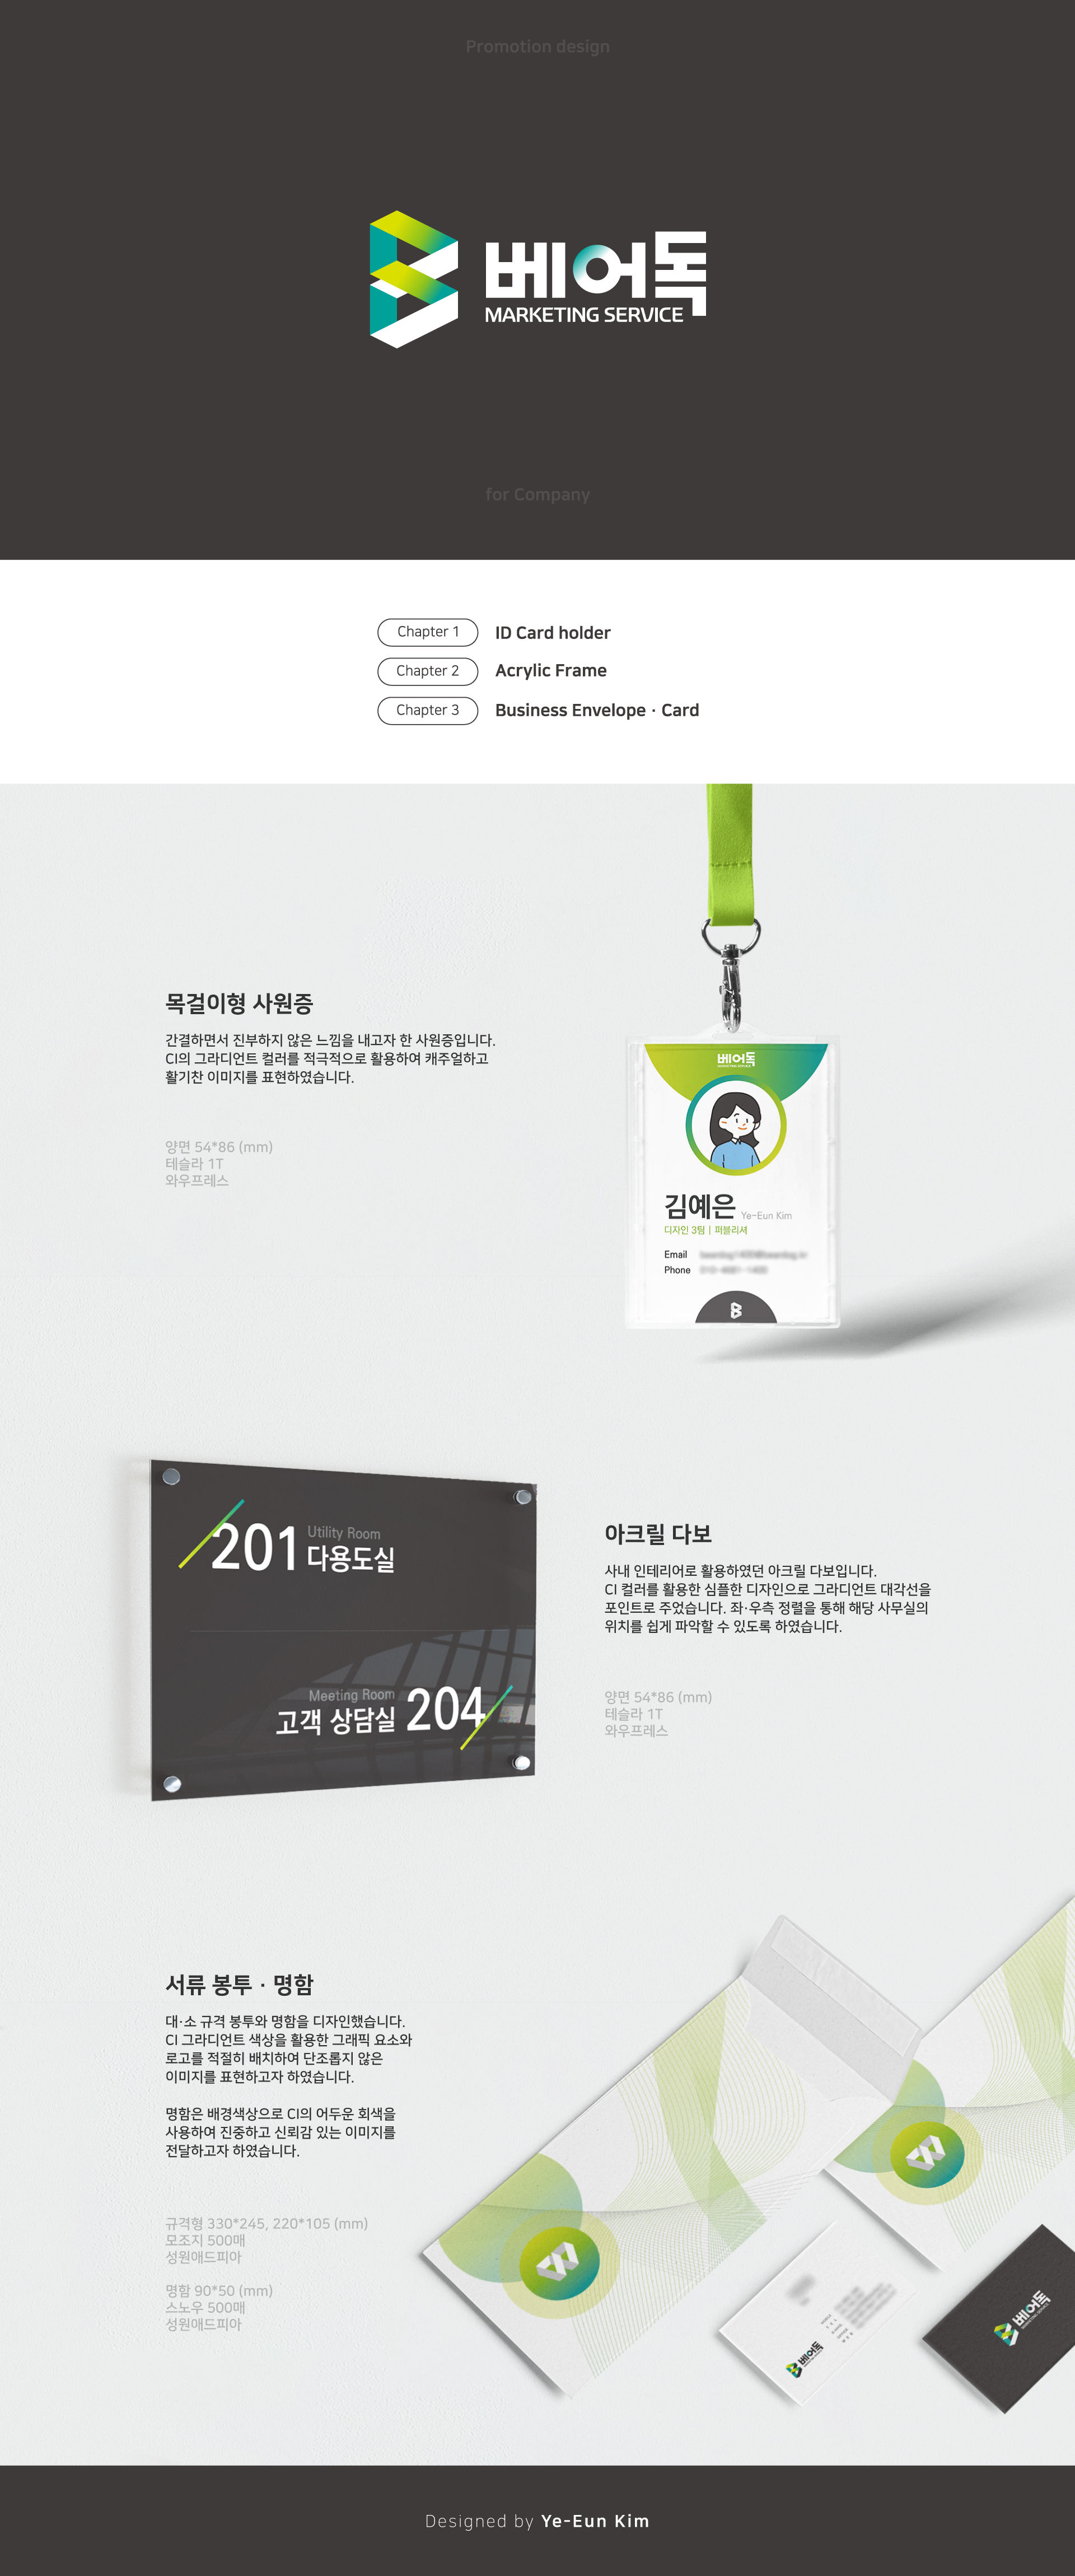 Promotion design
베어독
MARKETING SERVICE
for Company
Chapter 1 ID Card holder
Chapter 2 Acrylic Frame
Chapter 3 Business Envelope · Card
목걸이형 사원증
간결하면서 진부하지 않은 느낌을 내고자 한 사원증입니다.
CI의 그라디언트 컬러를 적극적으로 활용하여 캐주얼하고
활기찬 이미지를 표현하였습니다.
양면 54*86 (mm)
테슬라 1T
와우프레스
베어독
MARKETING SERVICE
김예은 Ye-Eun Kim
디자인 3팀 | 퍼블리셔
Email
Phone
201 Utility Room
다용도실
Meeting Room
고객 상담실 204
아크릴 다보
사내 인테리어로 활용하였던 아크릴 다보입니다.
CI 컬러를 활용한 심플한 디자인으로 그라디언트 대각선을
포인트로 주었습니다. 좌·우측 정렬을 통해 해당 사무실의
위치를 쉽게 파악할 수 있도록 하였습니다.
양면 54*86 (mm)
테슬라 1T
와우프레스
서류 봉투 · 명함
대·소 규격 봉투와 명함을 디자인했습니다.
CI 그라디언트 색상을 활용한 그래픽 요소와
로고를 적절히 배치하여 단조롭지 않은
이미지를 표현하고자 하였습니다.
명함은 배경색상으로 CI의 어두운 회색을
사용하여 진중하고 신뢰감 있는 이미지를
전달하고자 하였습니다.
규격형 330*245, 220*105 (mm)
모조지 500매
성원애드피아
명함 90*50 (mm)
스노우 500매
성원애드피아
베어독
베어독
MARKETING SERVICE
Designed by Ye-Eun Kim